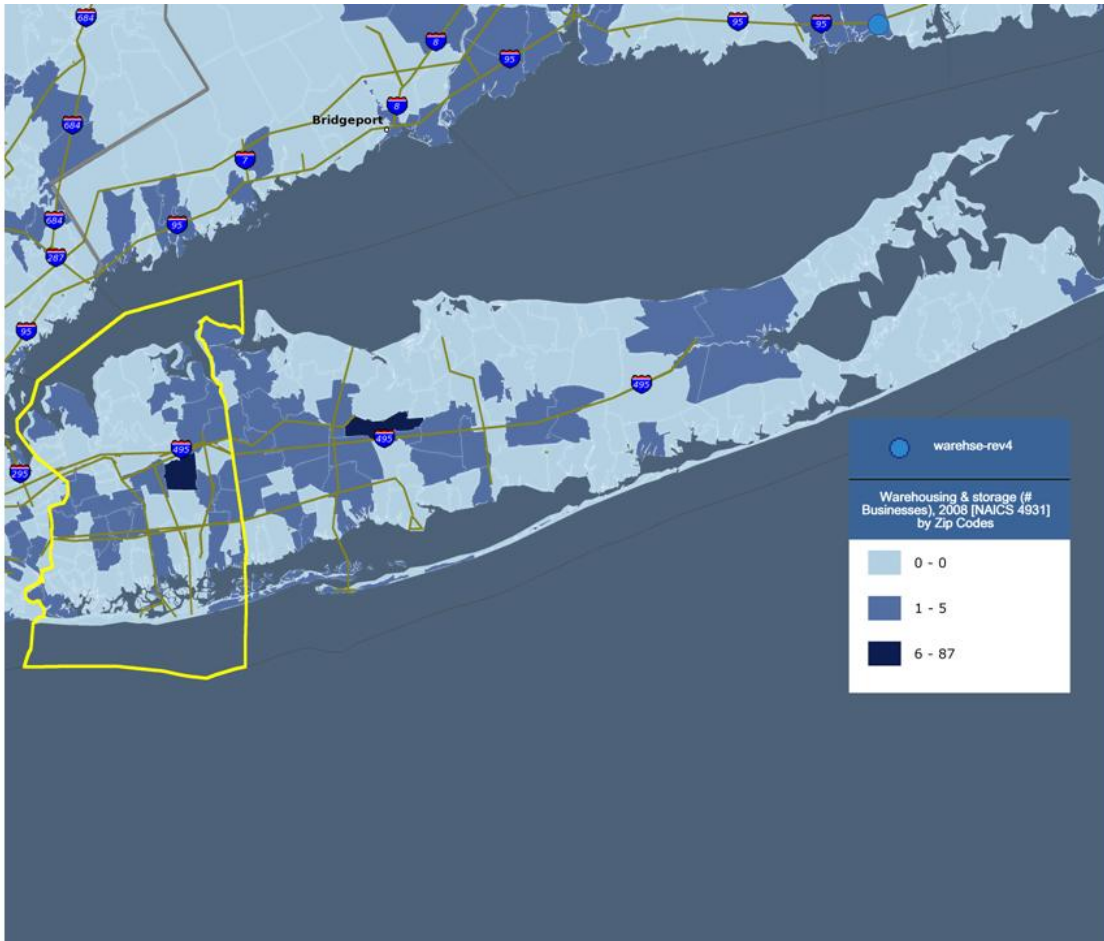 684
8
95
95
95
8
684
Bridgeport
7
684
95
287
95
495
495
495
295
warehse-rev4
Warehousing & storage (#
Businesses), 2008 [NAICS 4931]
by Zip Codes
0 - 0
1 - 5
6 - 87